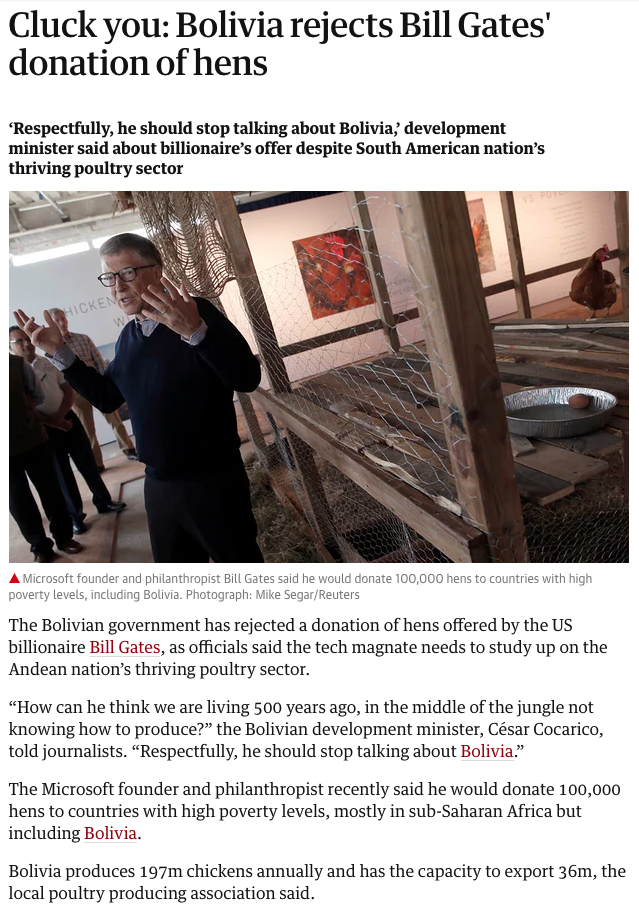 Cluck you: Bolivia rejects Bill Gates'
donation of hens
‘Respectfully, he should stop talking about Bolivia,’ development
minister said about billionaire’s offer despite South American nation’s
thriving poultry sector
▲ Microsoft founder and philanthropist Bill Gates said he would donate 100,000 hens to countries with high
poverty levels, including Bolivia. Photograph: Mike Segar/Reuters
The Bolivian government has rejected a donation of hens offered by the US
billionaire Bill Gates, as officials said the tech magnate needs to study up on the
Andean nation’s thriving poultry sector.
“How can he think we are living 500 years ago, in the middle of the jungle not
knowing how to produce?” the Bolivian development minister, César Cocarico,
told journalists. “Respectfully, he should stop talking about Bolivia.”
The Microsoft founder and philanthropist recently said he would donate 100,000
hens to countries with high poverty levels, mostly in sub-Saharan Africa but
including Bolivia.
Bolivia produces 197m chickens annually and has the capacity to export 36m, the
local poultry producing association said.